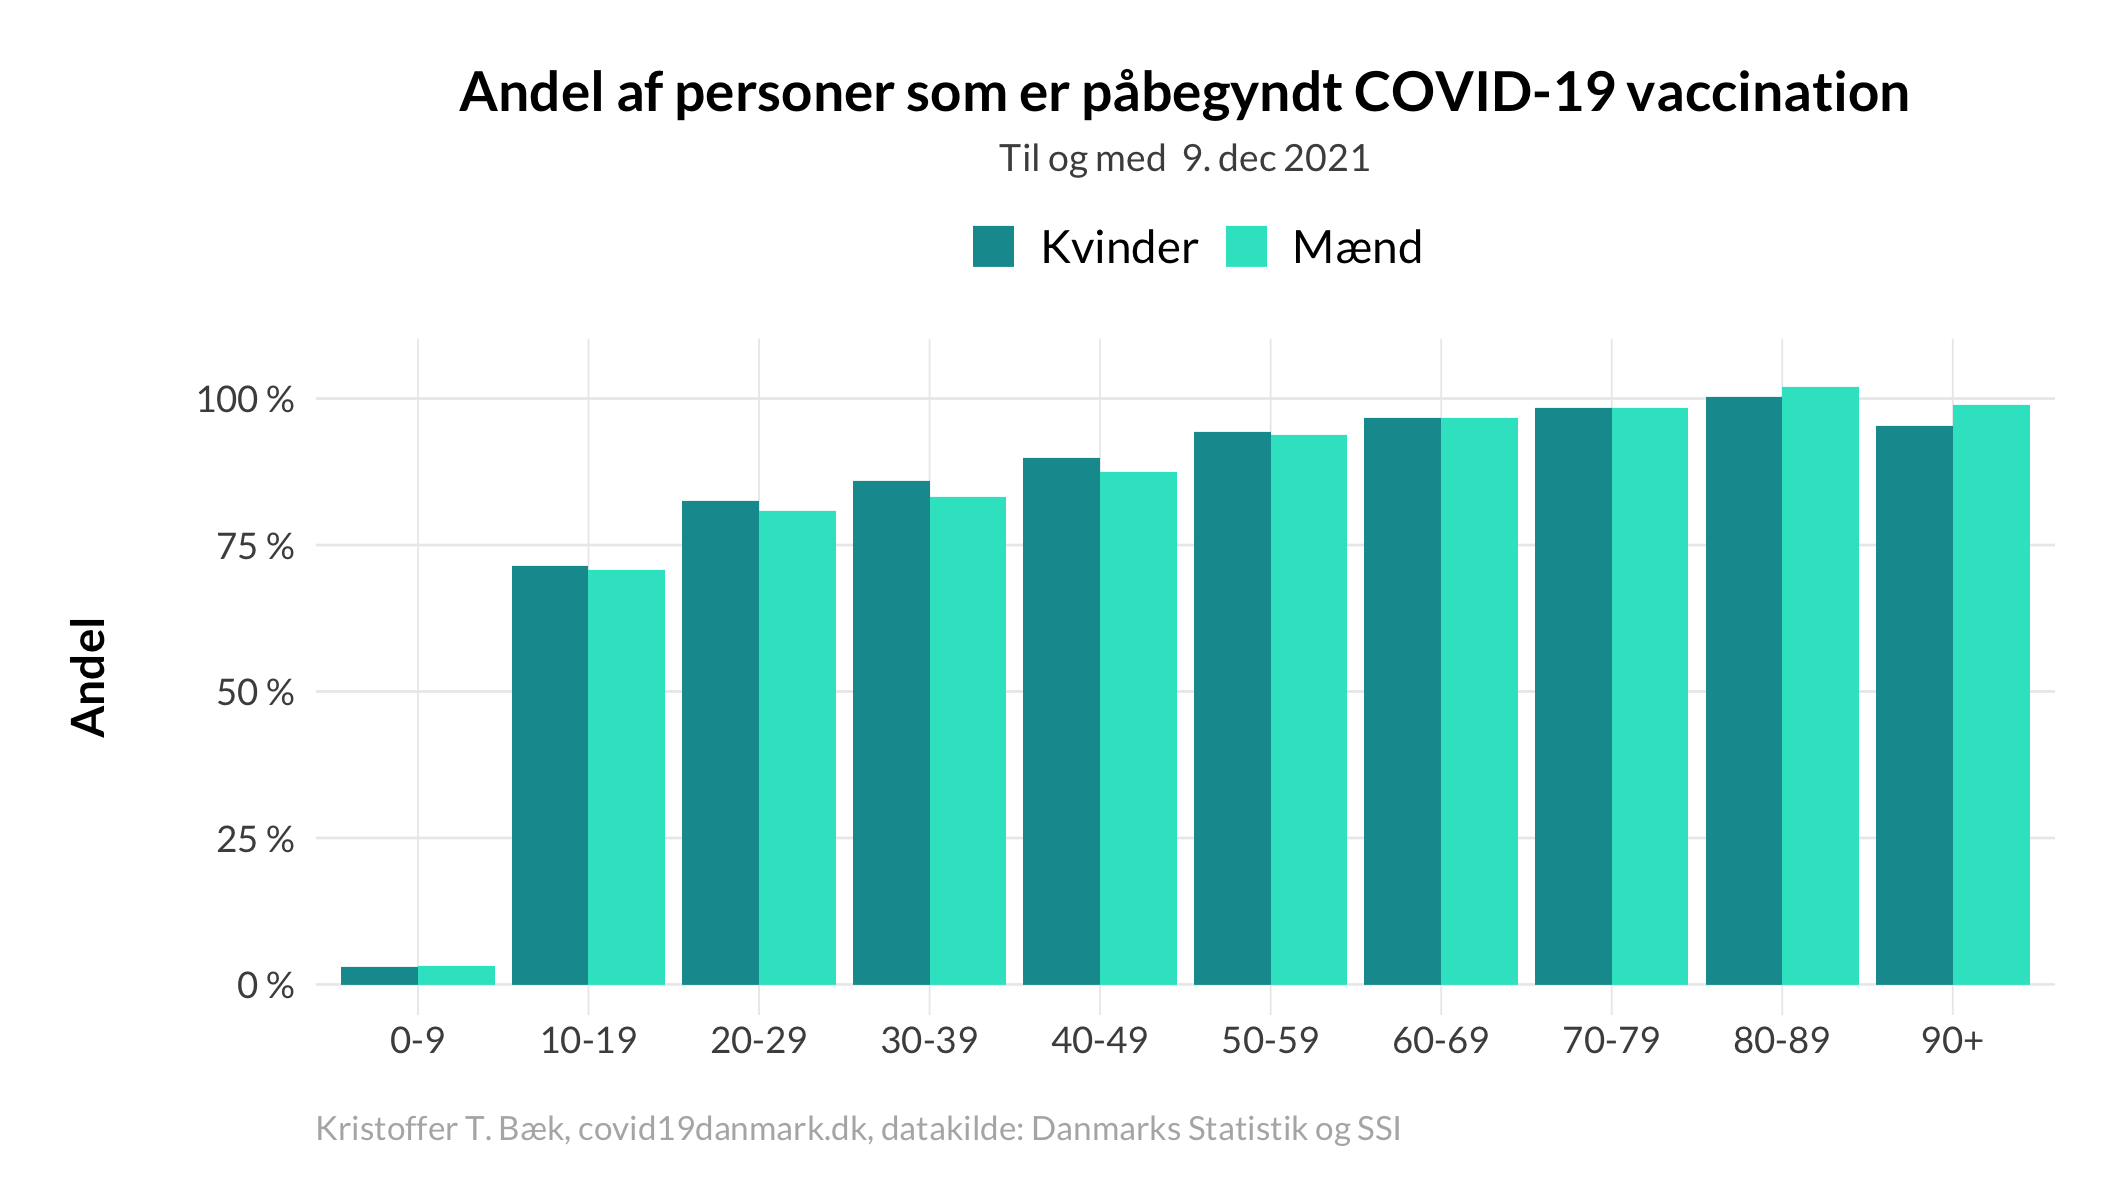 Andel af personer som er påbegyndt COVID-19 vaccination
Til og med  9. dec 2021
Kvinder Mænd
Andel
100 %
75 %
50 %
25 %
0 %
0-9 10-19 20-29 30-39 40-49 50-59 60-69 70-79 80-89 90+
Kristoffer T. Bæk, covid19danmark.dk, datakilde: Danmarks Statistik og SSI